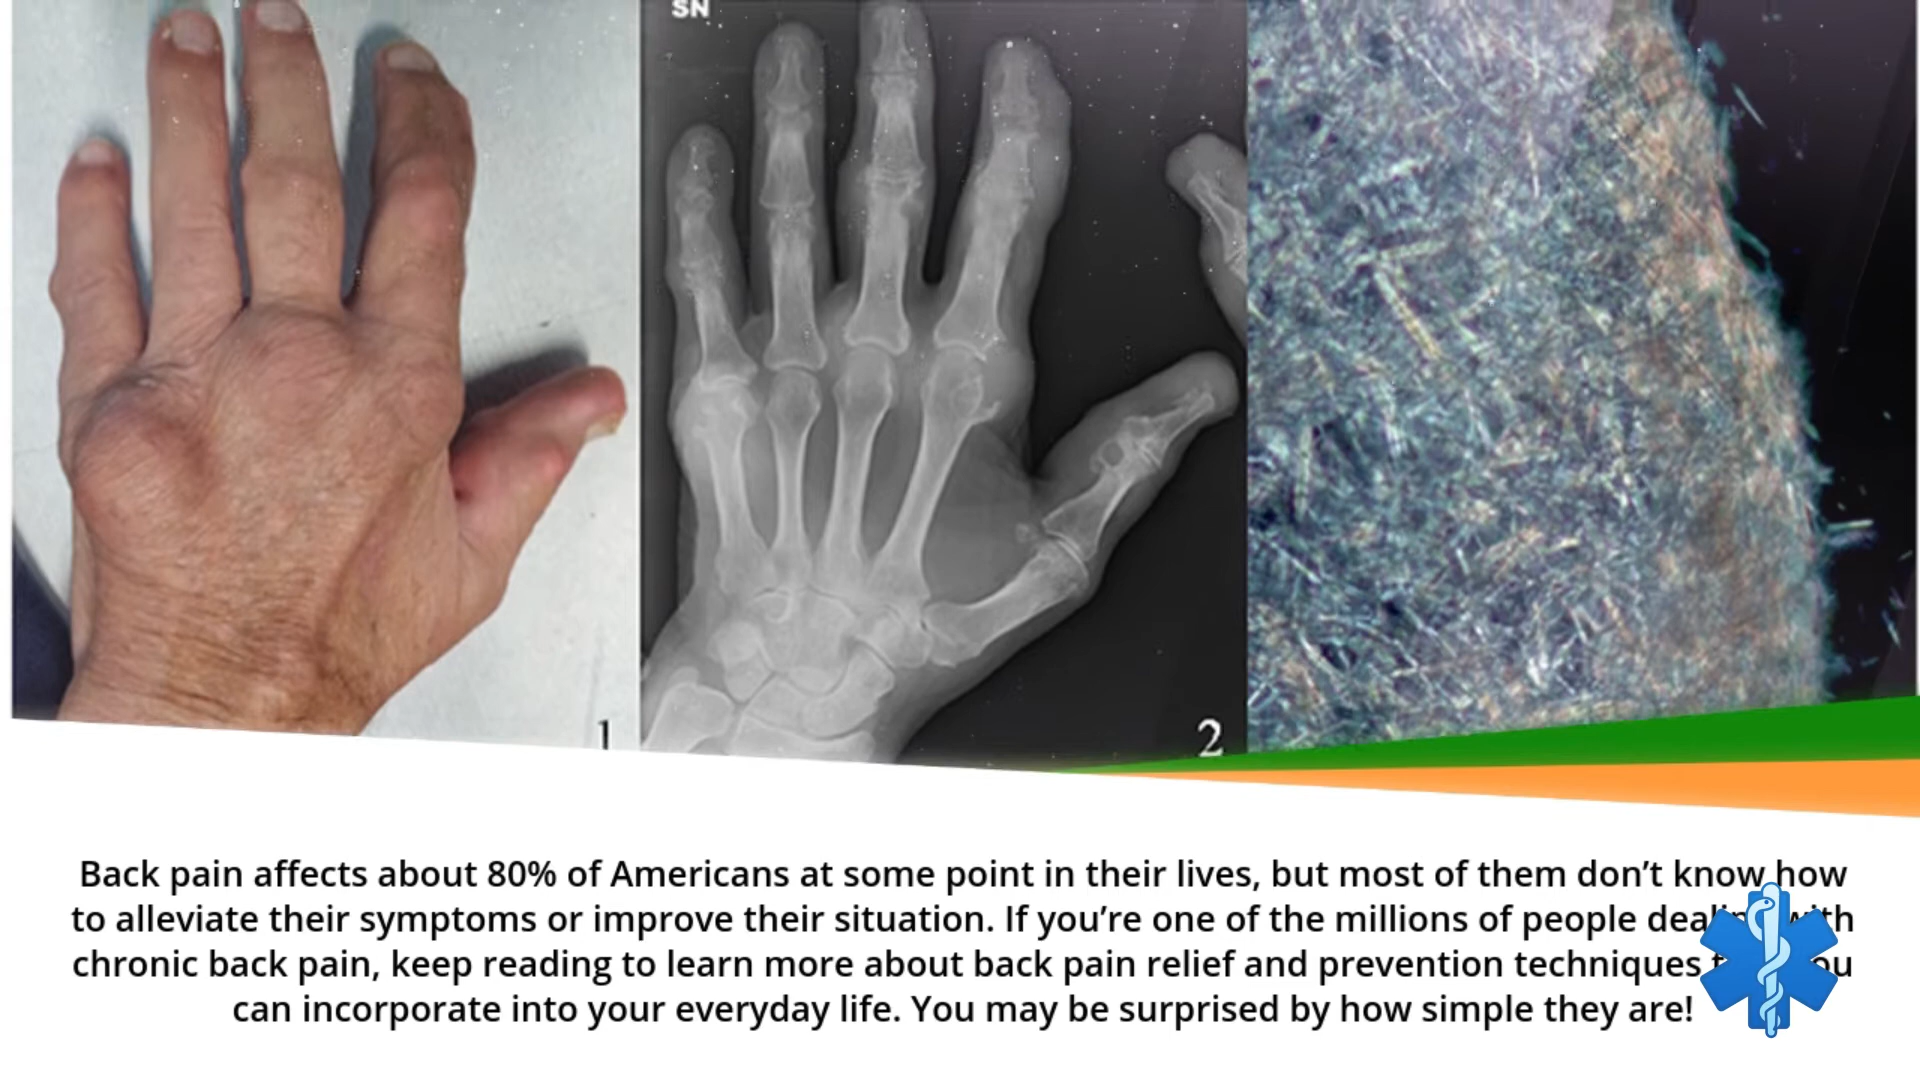 SN
1
2
Back pain affects about 80% of Americans at some point in their lives, but most of them don’t know how
to alleviate their symptoms or improve their situation. If you’re one of the millions of people dealing with
chronic back pain, keep reading to learn more about back pain relief and prevention techniques you
can incorporate into your everyday life. You may be surprised by how simple they are!